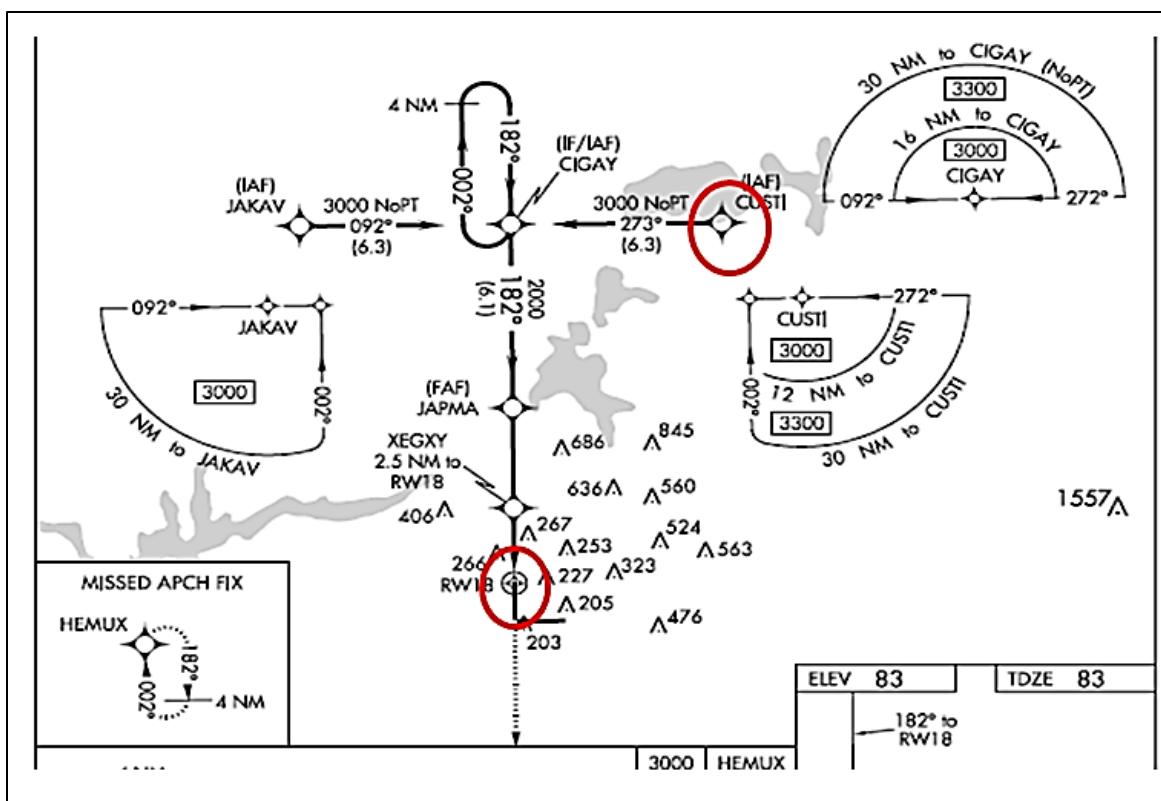 30 NM to CIGAY (NoPT)
3300
16 NM to CIGAY
3000
CIGAY
092°
272°
4 NM
182°
002°
(IF/IAF)
CIGAY
(IAF)
JAKAV
3000 NoPT
092°
(6.3)
(IAF)
CUSTI
3000 NoPT
273°
(6.3)
2000
182°
(6.1)
092°
JAKAV
3000
002°
30 NM to JAKAV
272°
CUSTI
3000
12 NM to CUSTI
002°
3300
30 NM to CUSTI
(FAF)
JAPMA
XEGXY
2.5 NM to
RW18
686
845
636
560
406
1557
267
524
253
563
266
RW18
227
323
205
476
203
MISSED APCH FIX
HEMUX
182°
002°
4 NM
ELEV 83
TDZE 83
182° to
RW18
3000 HEMUX